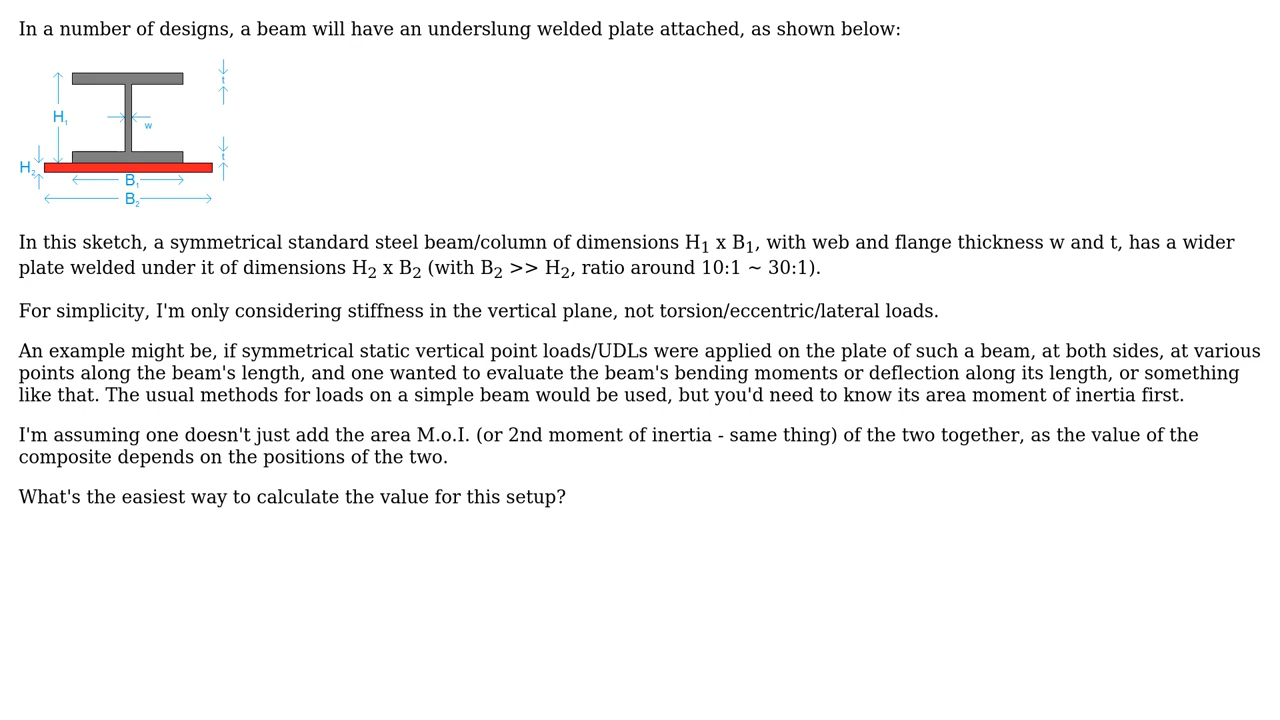 In a number of designs, a beam will have an underslung welded plate attached, as shown below:
t
H₁
w
t
H₂
B₁
B₂
In this sketch, a symmetrical standard steel beam/column of dimensions H₁ x B₁, with web and flange thickness w and t, has a wider
plate welded under it of dimensions H₂ x B₂ (with B₂ >> H₂, ratio around 10:1 ~ 30:1).
For simplicity, I'm only considering stiffness in the vertical plane, not torsion/eccentric/lateral loads.
An example might be, if symmetrical static vertical point loads/UDLs were applied on the plate of such a beam, at both sides, at various
points along the beam's length, and one wanted to evaluate the beam's bending moments or deflection along its length, or something
like that. The usual methods for loads on a simple beam would be used, but you'd need to know its area moment of inertia first.
I'm assuming one doesn't just add the area M.o.I. (or 2nd moment of inertia - same thing) of the two together, as the value of the
composite depends on the positions of the two.
What's the easiest way to calculate the value for this setup?